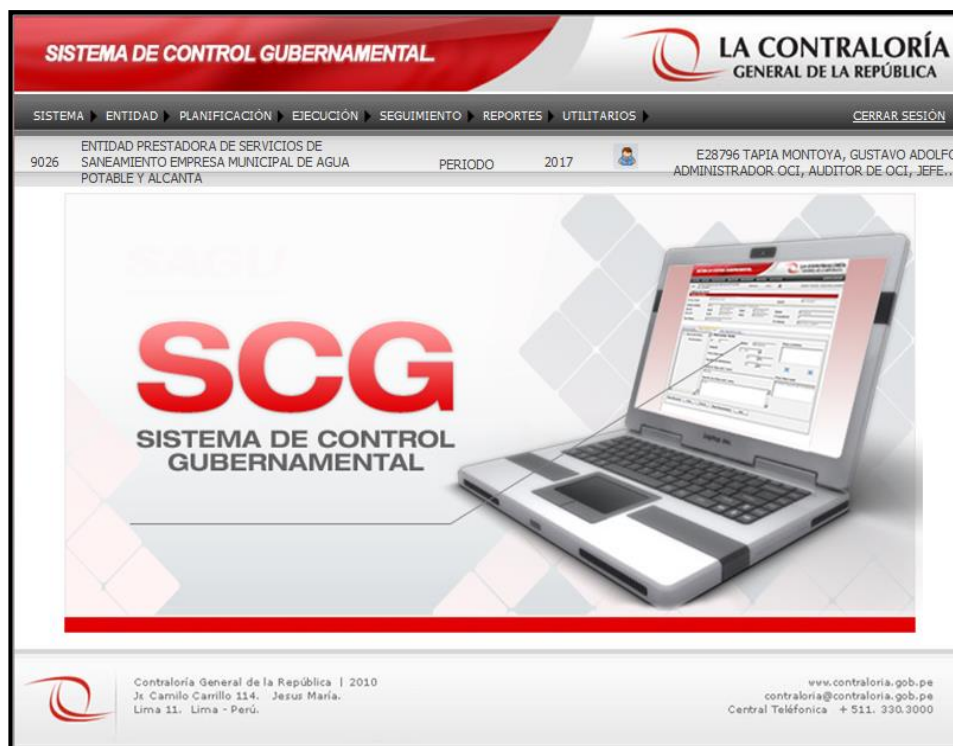 SISTEMA DE CONTROL GUBERNAMENTAL
LA CONTRALORÍA
GENERAL DE LA REPÚBLICA
SISTEMA ENTIDAD PLANIFICACIÓN EJECUCIÓN SEGUIMIENTO REPORTES UTILITARIOS CERRAR SESIÓN
9026
ENTIDAD PRESTADORA DE SERVICIOS DE
SANEAMIENTO EMPRESA MUNICIPAL DE AGUA
POTABLE Y ALCANTA
PERIODO 2017
E28796 TAPIA MONTOYA, GUSTAVO ADOLFO
ADMINISTRADOR OCI, AUDITOR DE OCI, JEFE...
SCG
SISTEMA DE CONTROL
GUBERNAMENTAL
Contraloría General de la República | 2010
Jr. Camilo Carrillo 114. Jesus María.
Lima 11. Lima - Perú.
www.contraloria.gob.pe
contraloria@contraloria.gob.pe
Central Teléfonica + 511. 330.3000